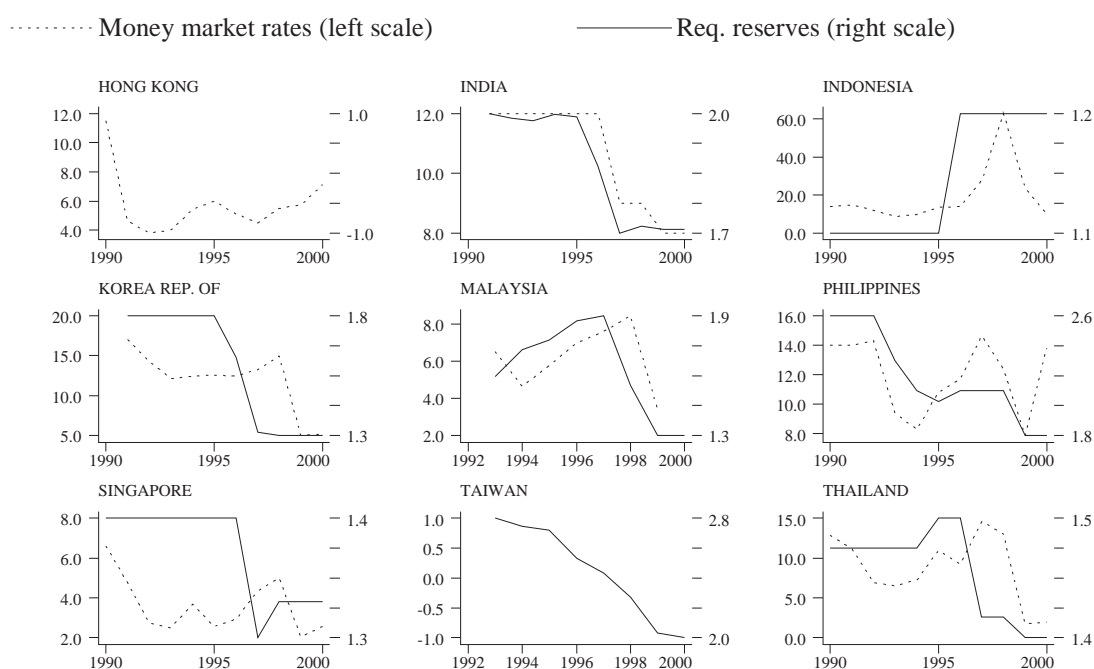 Money market rates (left scale) Req. reserves (right scale)
HONG KONG INDIA INDONESIA
12.0 1.0 12.0 2.0 60.0 1.2
10.0 40.0
8.0 10.0
6.0 20.0
4.0 -1.0 8.0 1.7 0.0 1.1
1990 1995 2000 1990 1995 2000 1990 1995 2000
KOREA REP. OF MALAYSIA PHILIPPINES
20.0 1.8 8.0 1.9 16.0 2.6
15.0 6.0 14.0
12.0
10.0 4.0 10.0
5.0 1.3 2.0 1.3 8.0 1.8
1990 1995 2000 1992 1994 1996 1998 2000 1990 1995 2000
SINGAPORE TAIWAN THAILAND
8.0 1.4 1.0 2.8 15.0 1.5
6.0 0.5 10.0
0.0
4.0 -0.5 5.0
2.0 1.3 -1.0 2.0 0.0 1.4
1990 1995 2000 1992 1994 1996 1998 2000 1990 1995 2000